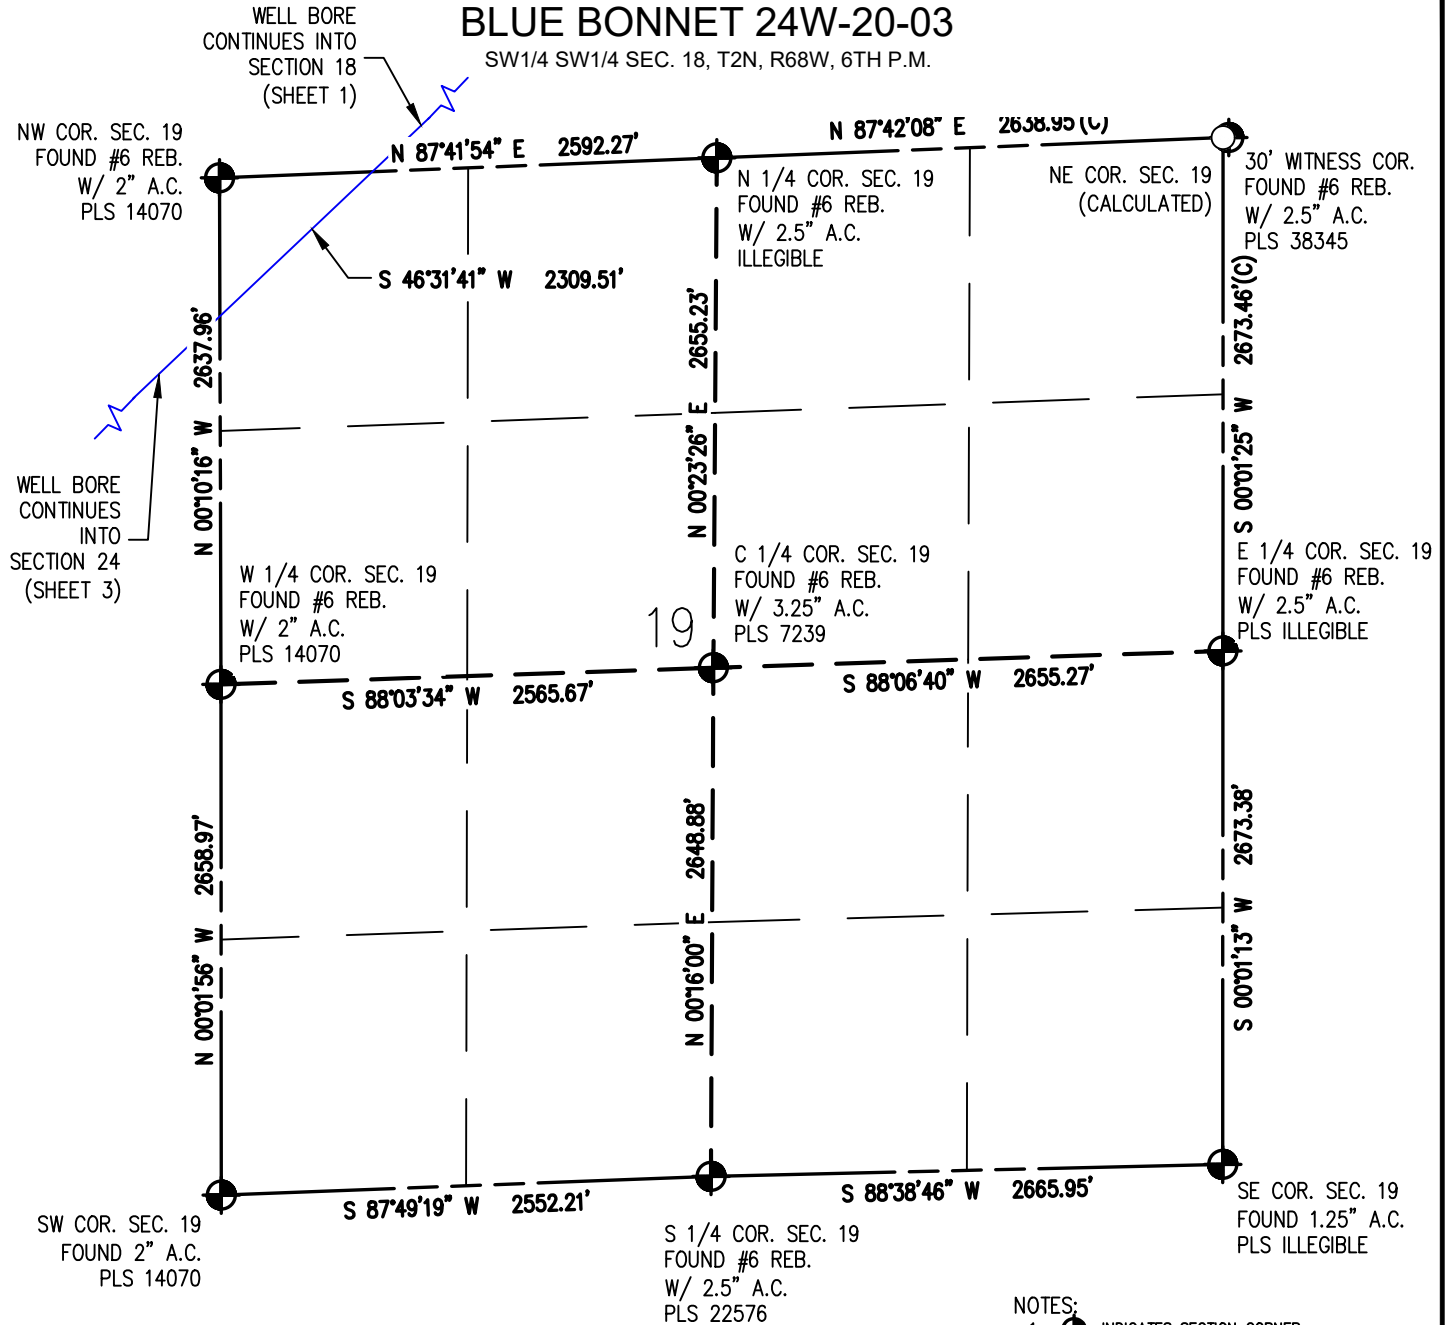 BLUE BONNET 24W-20-03
SW1/4 SW1/4 SEC. 18, T2N, R68W, 6TH P.M.
WELL BORE
CONTINUES INTO
SECTION 18
(SHEET 1)
NW COR. SEC. 19
FOUND #6 REB.
W/ 2" A.C.
PLS 14070
N 87°41'54" E 2592.27'
N 87°42'08" E 2638.95'(C)
N 1/4 COR. SEC. 19
FOUND #6 REB.
W/ 2.5" A.C.
ILLEGIBLE
NE COR. SEC. 19
(CALCULATED)
30' WITNESS COR.
FOUND #6 REB.
W/ 2.5" A.C.
PLS 38345
S 46°31'41" W 2309.51'
N 00°10'16" W 2637.96'
N 00°23'26" E 2655.23'
S 00°01'25" W 2673.46'(C)
WELL BORE
CONTINUES
INTO
SECTION 24
(SHEET 3)
W 1/4 COR. SEC. 19
FOUND #6 REB.
W/ 2" A.C.
PLS 14070
19
C 1/4 COR. SEC. 19
FOUND #6 REB.
W/ 3.25" A.C.
PLS 7239
E 1/4 COR. SEC. 19
FOUND #6 REB.
W/ 2.5" A.C.
PLS ILLEGIBLE
S 88°03'34" W 2565.67'
S 88°06'40" W 2655.27'
N 00°01'56" W 2658.97'
N 00°16'00" E 2648.88'
S 00°01'13" W 2673.38'
S 87°49'19" W 2552.21'
S 88°38'46" W 2665.95'
SW COR. SEC. 19
FOUND 2" A.C.
PLS 14070
S 1/4 COR. SEC. 19
FOUND #6 REB.
W/ 2.5" A.C.
PLS 22576
SE COR. SEC. 19
FOUND 1.25" A.C.
PLS ILLEGIBLE
NOTES:
INDICATES SECTION CORNER